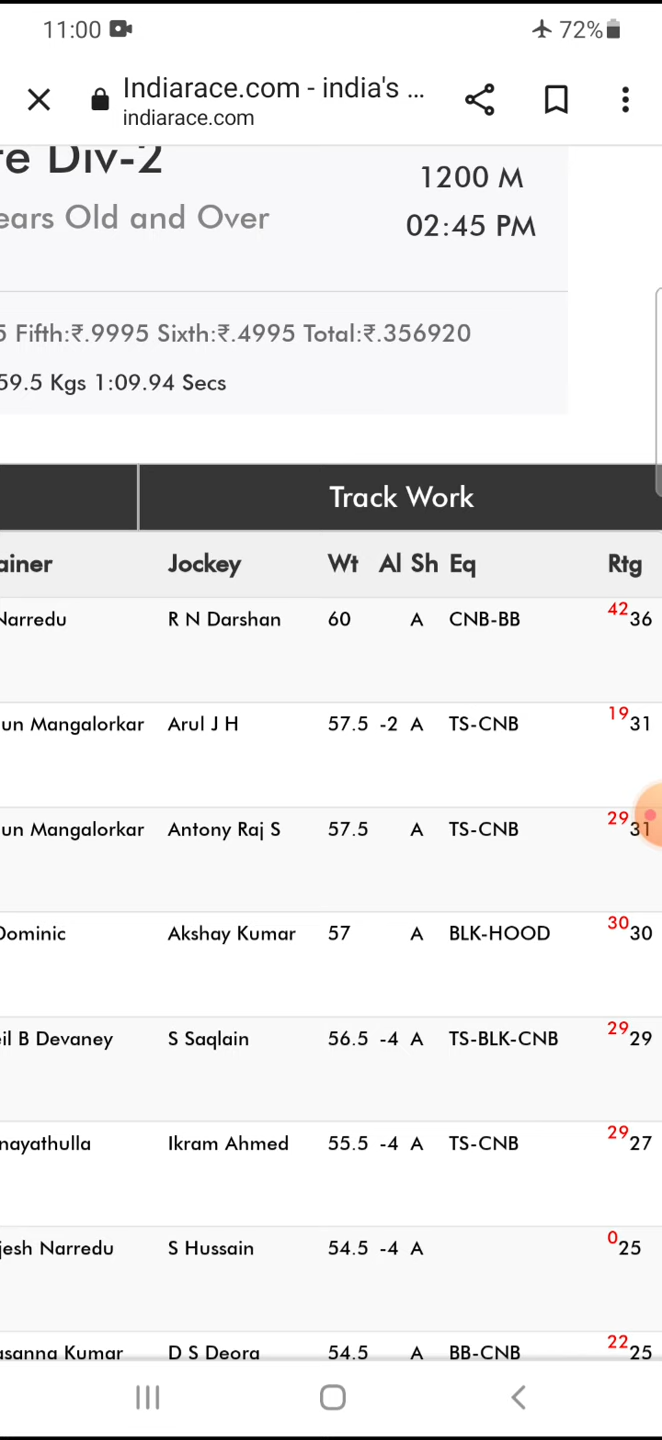 11:00 72%
Indiarace.com - india's ...
indiarace.com
re Div-2
1200 M
ears Old and Over
02:45 PM
5 Fifth:₹.9995 Sixth:₹.4995 Total:₹.356920
59.5 Kgs 1:09.94 Secs
Track Work
ainer Jockey Wt Al Sh Eq Rtg
Narredu R N Darshan 60 A CNB-BB 42 36
un Mangalorkar Arul J H 57.5 -2 A TS-CNB 19 31
un Mangalorkar Antony Raj S 57.5 A TS-CNB 29 31
Dominic Akshay Kumar 57 A BLK-HOOD 30 30
il B Devaney S Saqlain 56.5 -4 A TS-BLK-CNB 29 29
nayathulla Ikram Ahmed 55.5 -4 A TS-CNB 29 27
jesh Narredu S Hussain 54.5 -4 A 0 25
asanna Kumar D S Deora 54.5 A BB-CNB 22 25